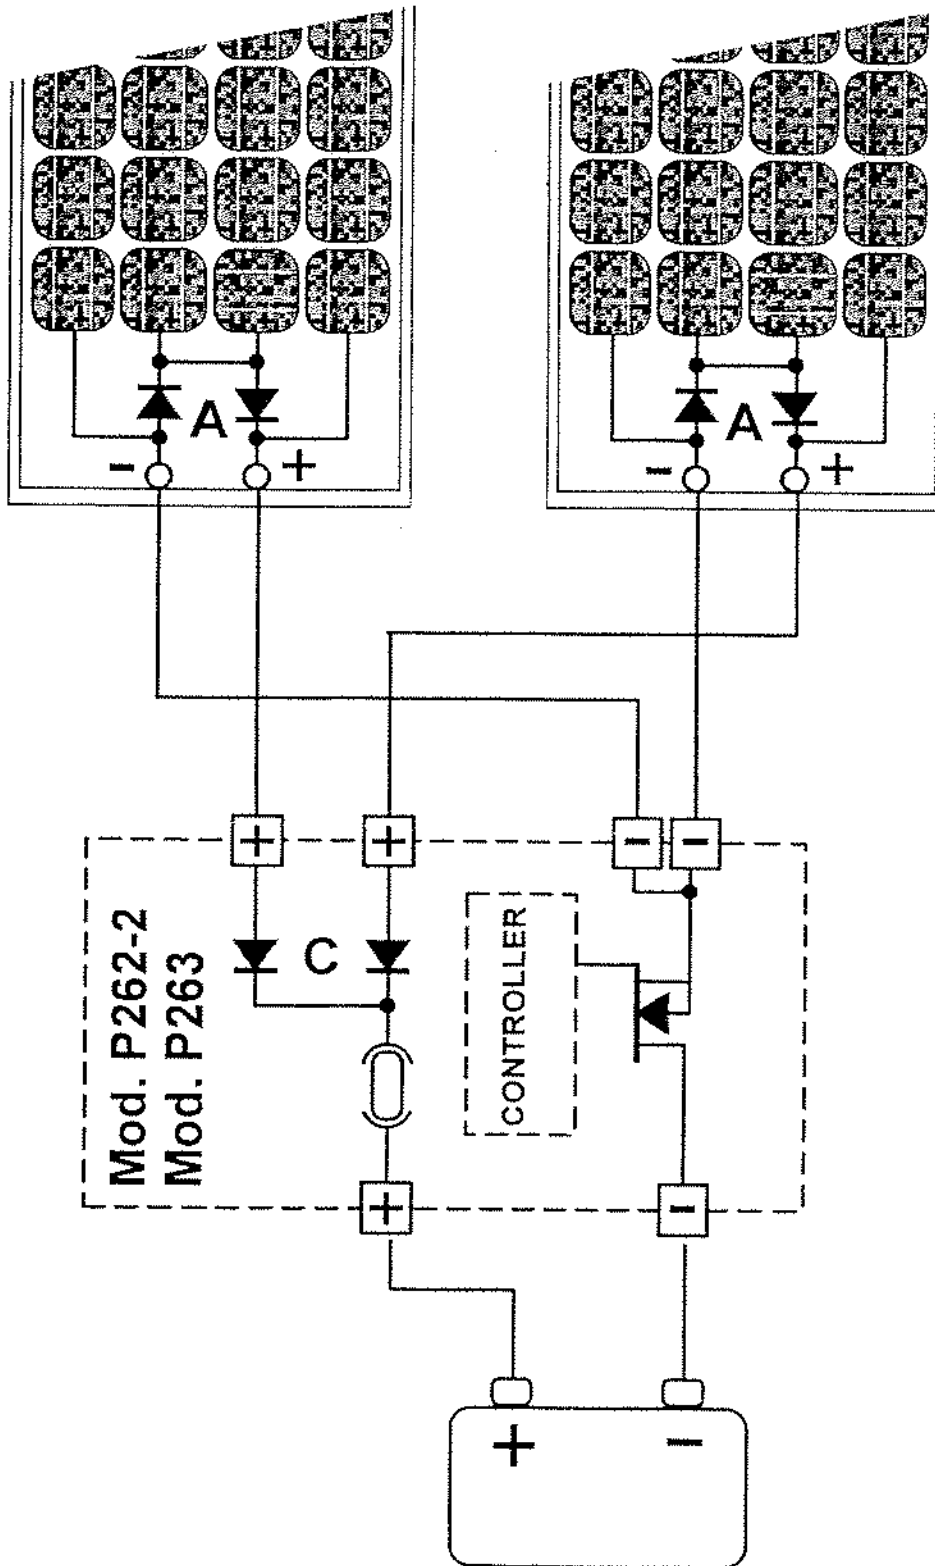 A
- +
A
- +
+ + - -
Mod. P262-2
Mod. P263
C
CONTROLLER
+ -
+ -